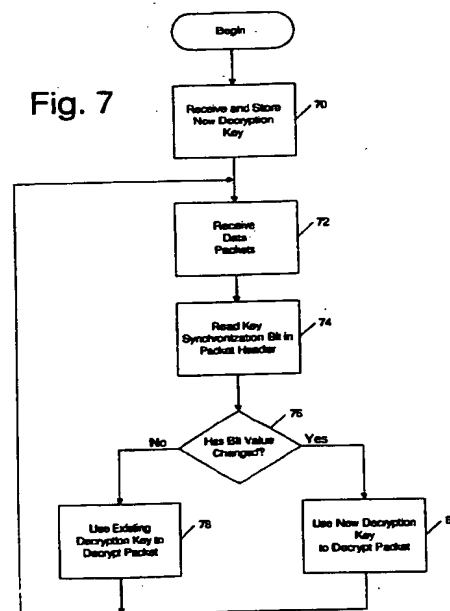 Begin
Fig. 7
Receive and Store
New Decryption
Key
70
Receive
Data
Packets
72
Read Key
Synchronization Bit in
Packet Header
74
76
No
Has Bit Value
Changed?
Yes
Use Existing
Decryption Key to
Decrypt Packet
78
Use New Decryption
Key
to Decrypt Packet
8